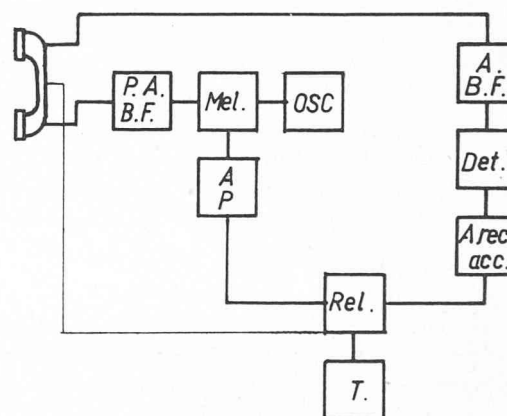 P. A.
B.F.
Mel.
OSC
A.
B.F.
Det.
A
P
A rec
acc.
Rel.
T.